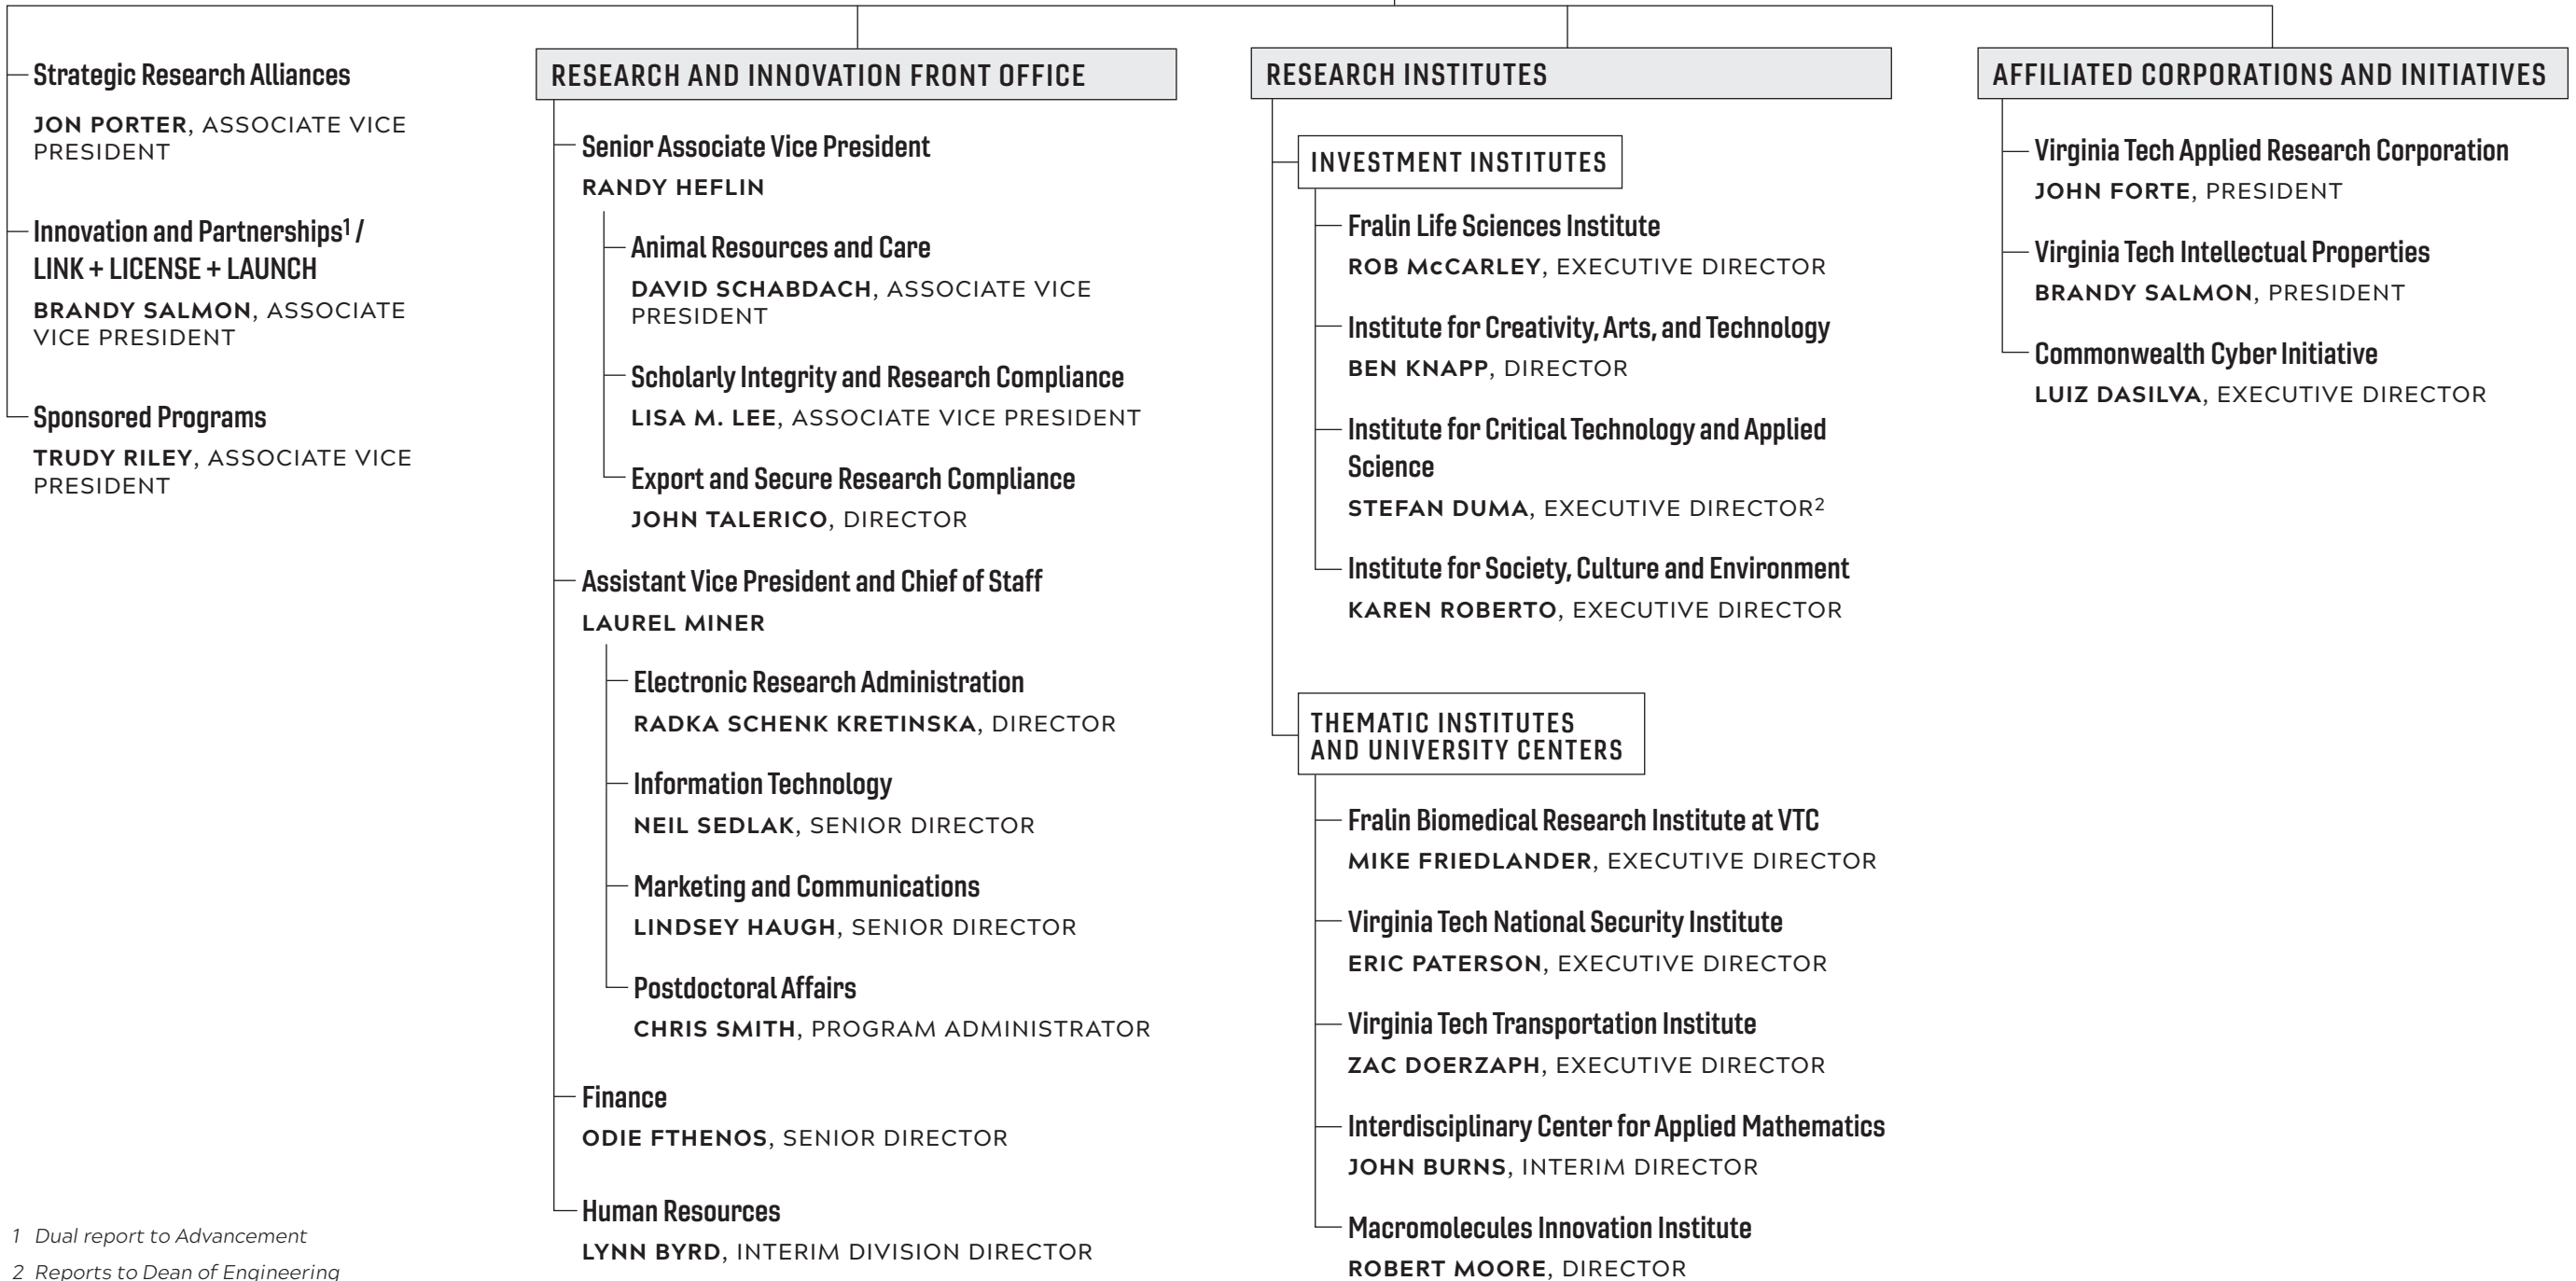 Strategic Research Alliances
JON PORTER, ASSOCIATE VICE
PRESIDENT
Innovation and Partnerships¹ /
LINK + LICENSE + LAUNCH
BRANDY SALMON, ASSOCIATE
VICE PRESIDENT
Sponsored Programs
TRUDY RILEY, ASSOCIATE VICE
PRESIDENT
RESEARCH AND INNOVATION FRONT OFFICE
Senior Associate Vice President
RANDY HEFLIN
Animal Resources and Care
DAVID SCHABDACH, ASSOCIATE VICE
PRESIDENT
Scholarly Integrity and Research Compliance
LISA M. LEE, ASSOCIATE VICE PRESIDENT
Export and Secure Research Compliance
JOHN TALERICO, DIRECTOR
Assistant Vice President and Chief of Staff
LAUREL MINER
Electronic Research Administration
RADKA SCHENK KRETINSKA, DIRECTOR
Information Technology
NEIL SEDLAK, SENIOR DIRECTOR
Marketing and Communications
LINDSEY HAUGH, SENIOR DIRECTOR
Postdoctoral Affairs
CHRIS SMITH, PROGRAM ADMINISTRATOR
Finance
ODIE FTHENOS, SENIOR DIRECTOR
Human Resources
LYNN BYRD, INTERIM DIVISION DIRECTOR
RESEARCH INSTITUTES
INVESTMENT INSTITUTES
Fralin Life Sciences Institute
ROB McCARLEY, EXECUTIVE DIRECTOR
Institute for Creativity, Arts, and Technology
BEN KNAPP, DIRECTOR
Institute for Critical Technology and Applied
Science
STEFAN DUMA, EXECUTIVE DIRECTOR²
Institute for Society, Culture and Environment
KAREN ROBERTO, EXECUTIVE DIRECTOR
THEMATIC INSTITUTES
AND UNIVERSITY CENTERS
Fralin Biomedical Research Institute at VTC
MIKE FRIEDLANDER, EXECUTIVE DIRECTOR
Virginia Tech National Security Institute
ERIC PATERSON, EXECUTIVE DIRECTOR
Virginia Tech Transportation Institute
ZAC DOERZAPH, EXECUTIVE DIRECTOR
Interdisciplinary Center for Applied Mathematics
JOHN BURNS, INTERIM DIRECTOR
Macromolecules Innovation Institute
ROBERT MOORE, DIRECTOR
AFFILIATED CORPORATIONS AND INITIATIVES
Virginia Tech Applied Research Corporation
JOHN FORTE, PRESIDENT
Virginia Tech Intellectual Properties
BRANDY SALMON, PRESIDENT
Commonwealth Cyber Initiative
LUIZ DASILVA, EXECUTIVE DIRECTOR
1 Dual report to Advancement
2 Reports to Dean of Engineering